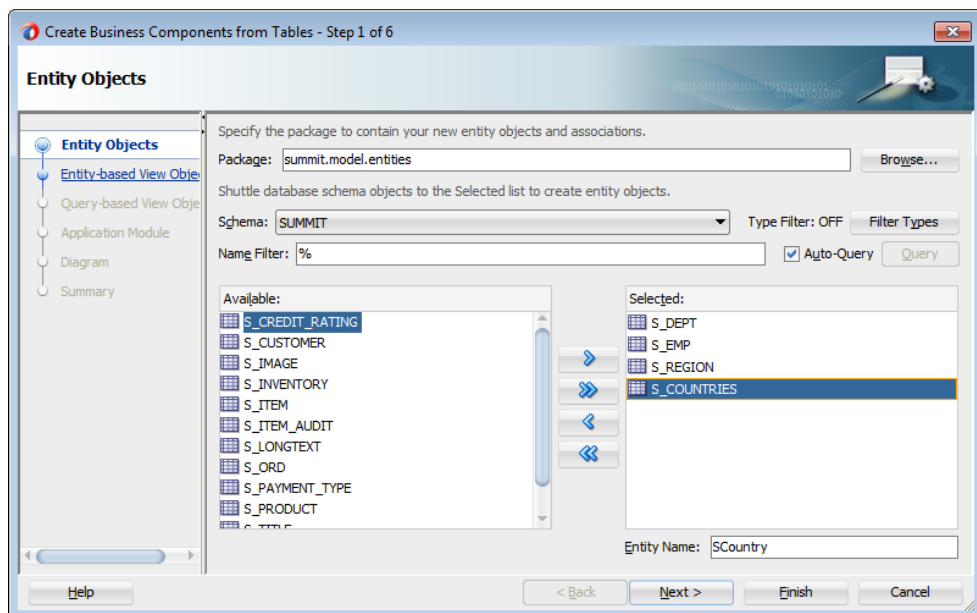 Create Business Components from Tables - Step 1 of 6
Entity Objects
Entity Objects
Entity-based View Obje
Query-based View Obje
Application Module
Diagram
Summary
Specify the package to contain your new entity objects and associations.
Package: summit.model.entities Browse...
Shuttle database schema objects to the Selected list to create entity objects.
Schema: SUMMIT Type Filter: OFF Filter Types
Name Filter: % Auto-Query Query
Available:
S_CREDIT_RATING
S_CUSTOMER
S_IMAGE
S_INVENTORY
S_ITEM
S_ITEM_AUDIT
S_LONGTEXT
S_ORD
S_PAYMENT_TYPE
S_PRODUCT
S_TITLE
Selected:
S_DEPT
S_EMP
S_REGION
S_COUNTRIES
Entity Name: SCountry
Help < Back Next > Finish Cancel